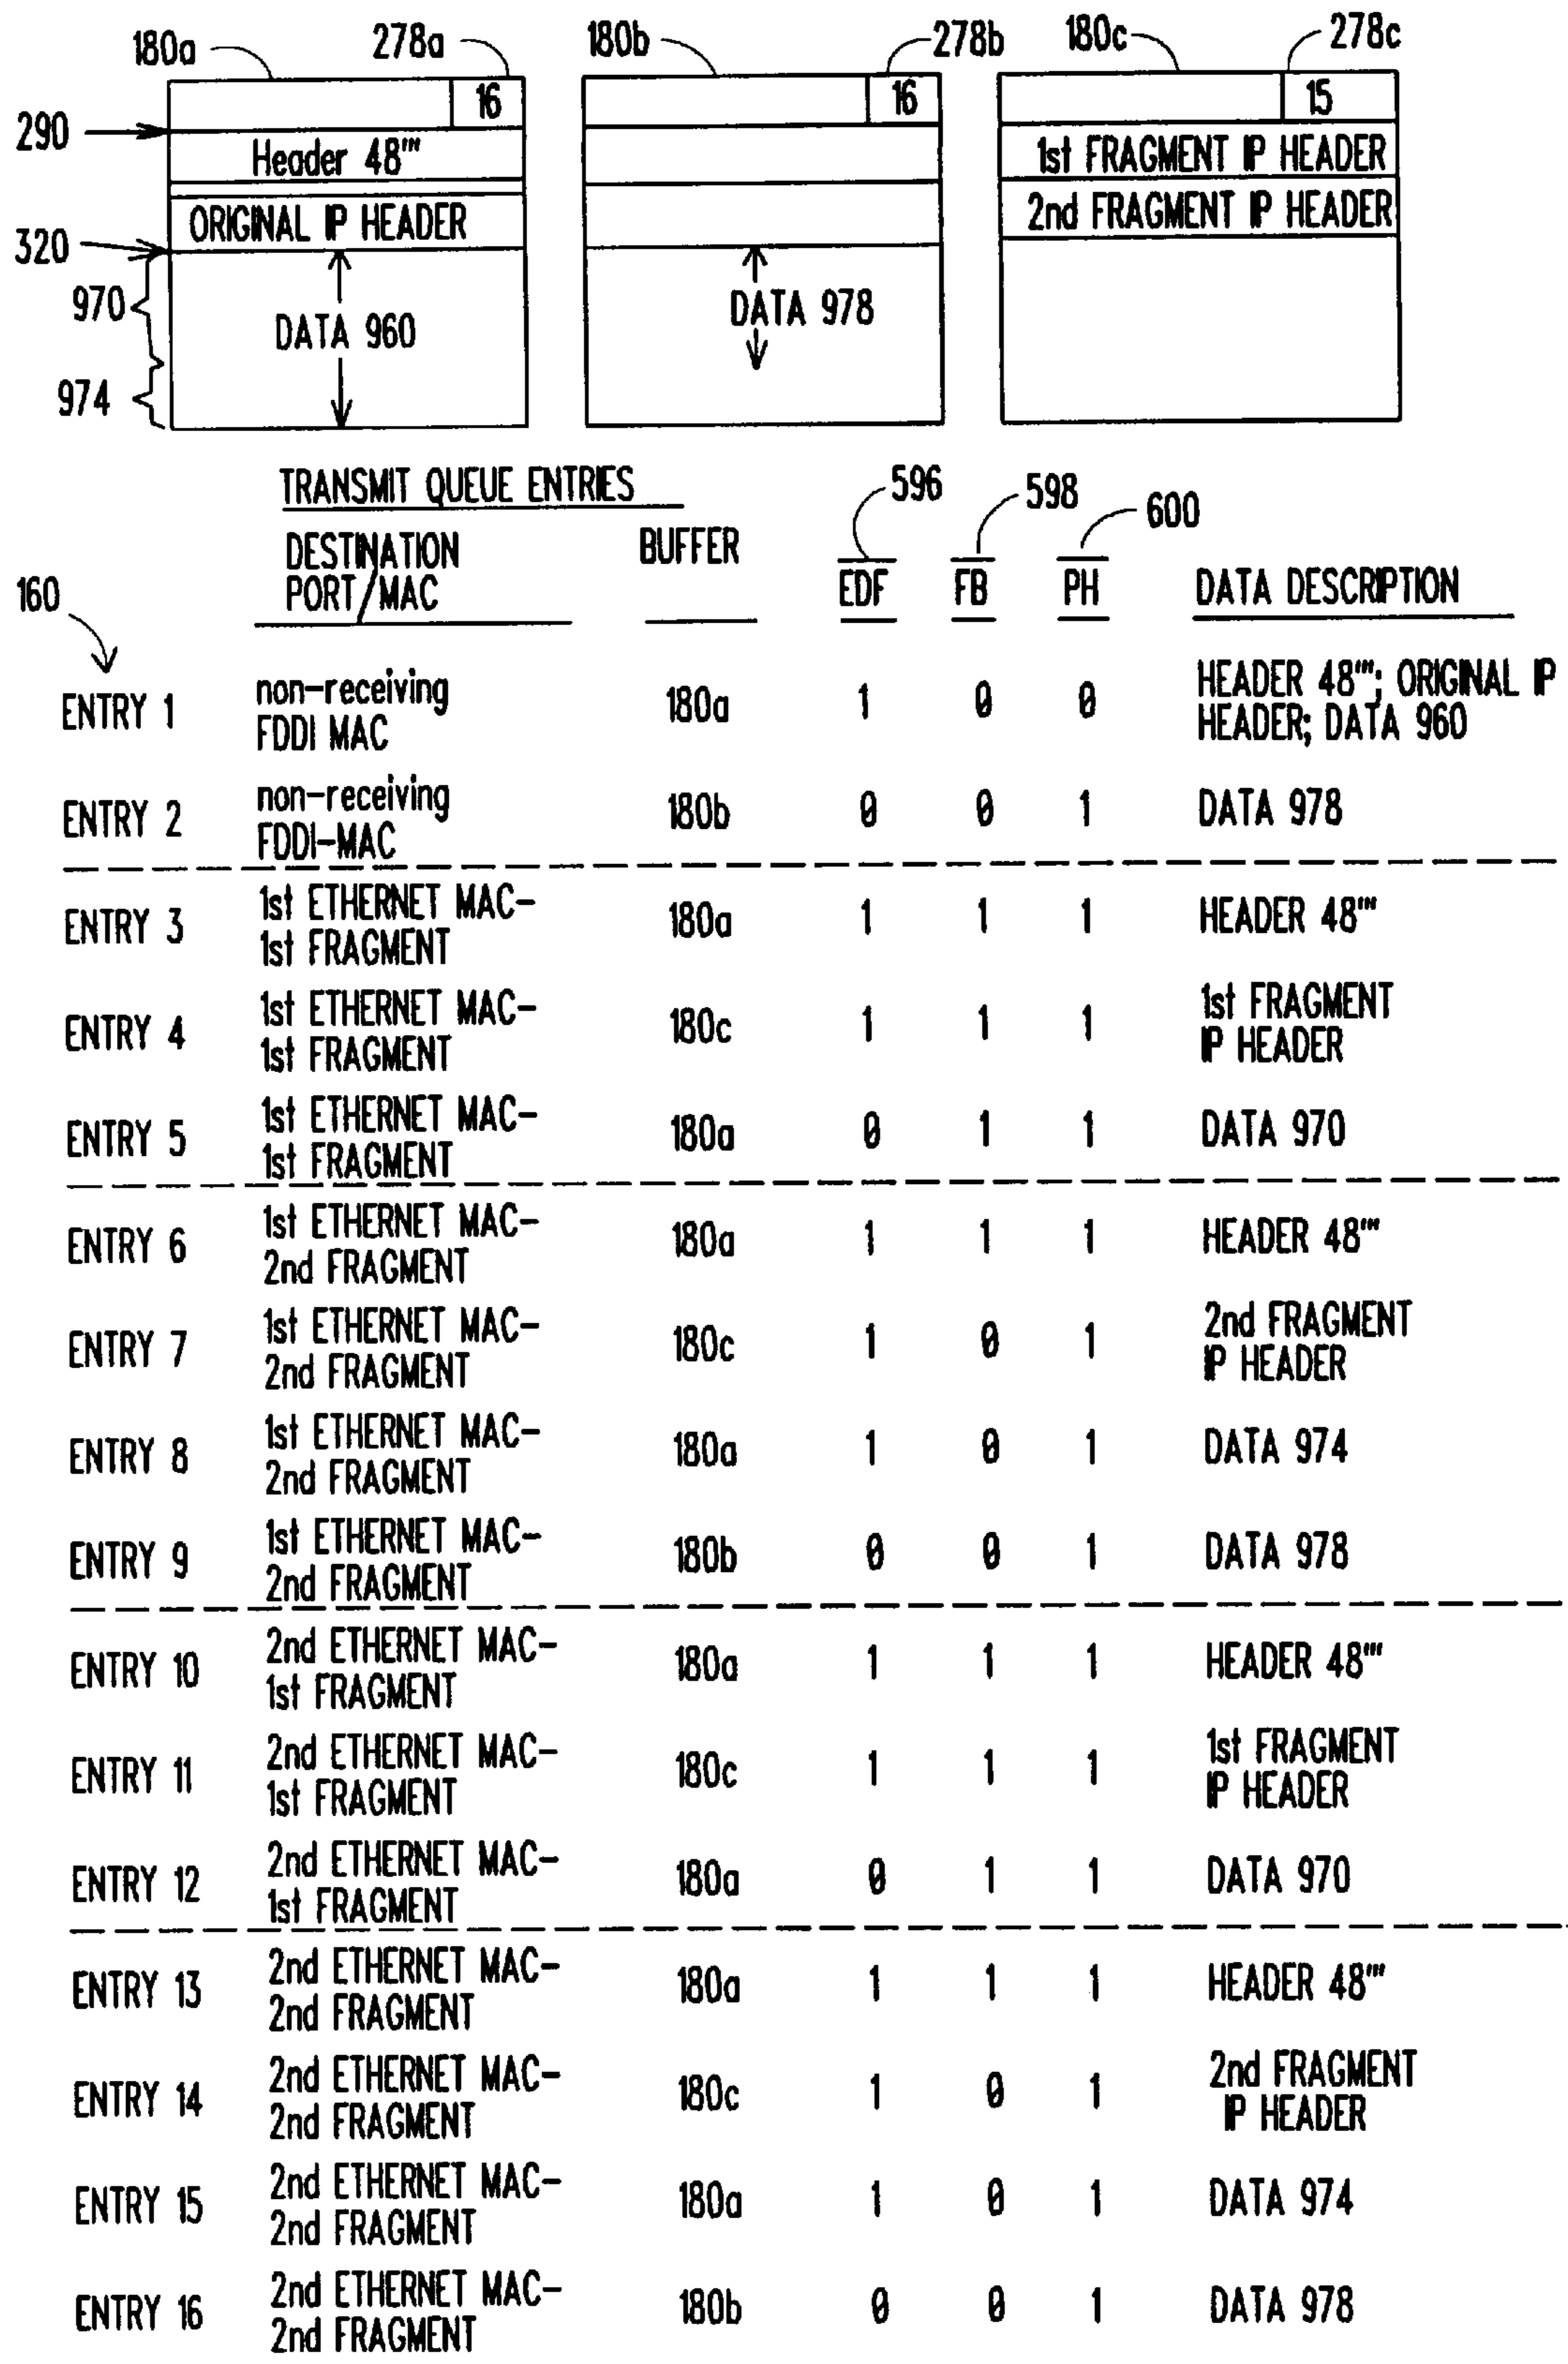 180a 278a 180b 278b 180c 278c
16 16 15
290 Header 48''' 1st FRAGMENT IP HEADER
ORIGINAL IP HEADER 2nd FRAGMENT IP HEADER
320
970 DATA 960 DATA 978
974
TRANSMIT QUEUE ENTRIES 596 598 600
DESTINATION BUFFER
PORT/MAC EDF FB PH DATA DESCRIPTION
160
ENTRY 1 non-receiving 180a 1 0 0 HEADER 48'''; ORIGINAL IP
FDDI MAC HEADER; DATA 960
ENTRY 2 non-receiving 180b 0 0 1 DATA 978
FDDI-MAC
ENTRY 3 1st ETHERNET MAC- 180a 1 1 1 HEADER 48'''
1st FRAGMENT
ENTRY 4 1st ETHERNET MAC- 180c 1 1 1 1st FRAGMENT
1st FRAGMENT IP HEADER
ENTRY 5 1st ETHERNET MAC- 180a 0 1 1 DATA 970
1st FRAGMENT
ENTRY 6 1st ETHERNET MAC- 180a 1 1 1 HEADER 48'''
2nd FRAGMENT
ENTRY 7 1st ETHERNET MAC- 180c 1 0 1 2nd FRAGMENT
2nd FRAGMENT IP HEADER
ENTRY 8 1st ETHERNET MAC- 180a 1 0 1 DATA 974
2nd FRAGMENT
ENTRY 9 1st ETHERNET MAC- 180b 0 0 1 DATA 978
2nd FRAGMENT
ENTRY 10 2nd ETHERNET MAC- 180a 1 1 1 HEADER 48'''
1st FRAGMENT
ENTRY 11 2nd ETHERNET MAC- 180c 1 1 1 1st FRAGMENT
1st FRAGMENT IP HEADER
ENTRY 12 2nd ETHERNET MAC- 180a 0 1 1 DATA 970
1st FRAGMENT
ENTRY 13 2nd ETHERNET MAC- 180a 1 1 1 HEADER 48'''
2nd FRAGMENT
ENTRY 14 2nd ETHERNET MAC- 180c 1 0 1 2nd FRAGMENT
2nd FRAGMENT IP HEADER
ENTRY 15 2nd ETHERNET MAC- 180a 1 0 1 DATA 974
2nd FRAGMENT
ENTRY 16 2nd ETHERNET MAC- 180b 0 0 1 DATA 978
2nd FRAGMENT